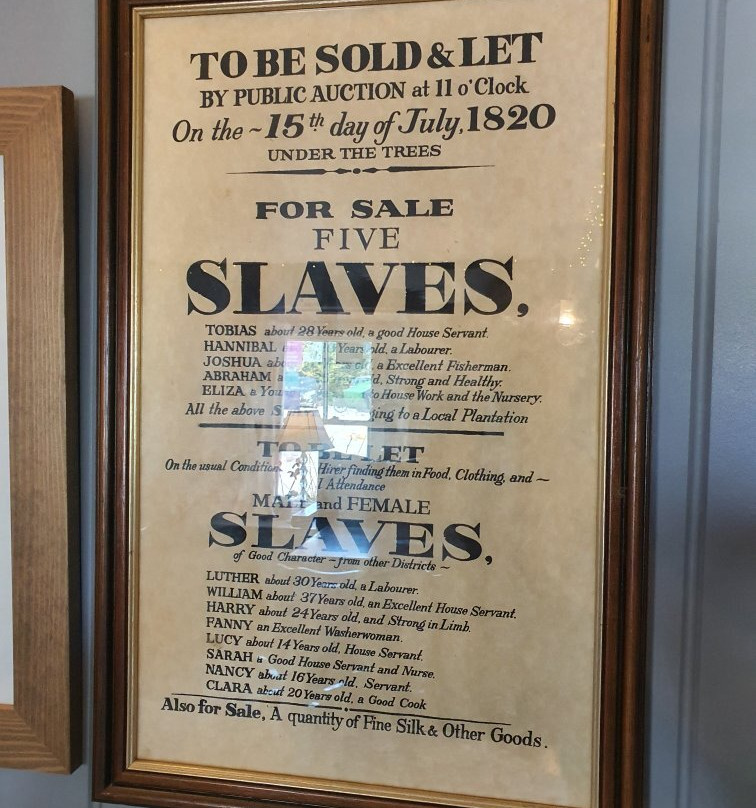 TO BE SOLD & LET
BY PUBLIC AUCTION at 11 o'Clock
On the ~ 15th day of July, 1820
UNDER THE TREES
FOR SALE
FIVE
SLAVES,
TOBIAS about 28 Years old, a good House Servant.
HANNIBAL Years old, a Labourer.
JOSHUA a Excellent Fisherman.
ABRAHAM Strong and Healthy.
ELIZA a House Work and the Nursery.
All the above to a Local Plantation
TO BE LET
On the usual Hirer finding them in Food, Clothing, and ~
Attendance
MALE and FEMALE
SLAVES,
of Good Character ~ from other Districts ~
LUTHER about 30 Years old, a Labourer.
WILLIAM about 37 Years old, an Excellent House Servant.
HARRY about 24 Years old, and Strong in Limb.
FANNY an Excellent Washerwoman.
LUCY about 14 Years old, House Servant.
SARAH a Good House Servant and Nurse.
NANCY about 16 Years old, Servant.
CLARA about 20 Years old, a Good Cook
Also for Sale, A quantity of Fine Silk & Other Goods.